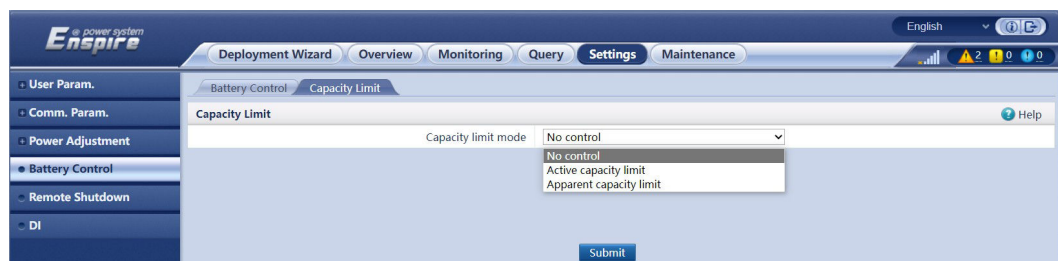 @ power system
Enspire
English
Deployment Wizard Overview Monitoring Query Settings Maintenance
2 0 0
User Param.
Comm. Param.
Power Adjustment
Battery Control
Remote Shutdown
DI
Battery Control Capacity Limit
Capacity Limit
Help
Capacity limit mode No control
No control
Active capacity limit
Apparent capacity limit
Submit